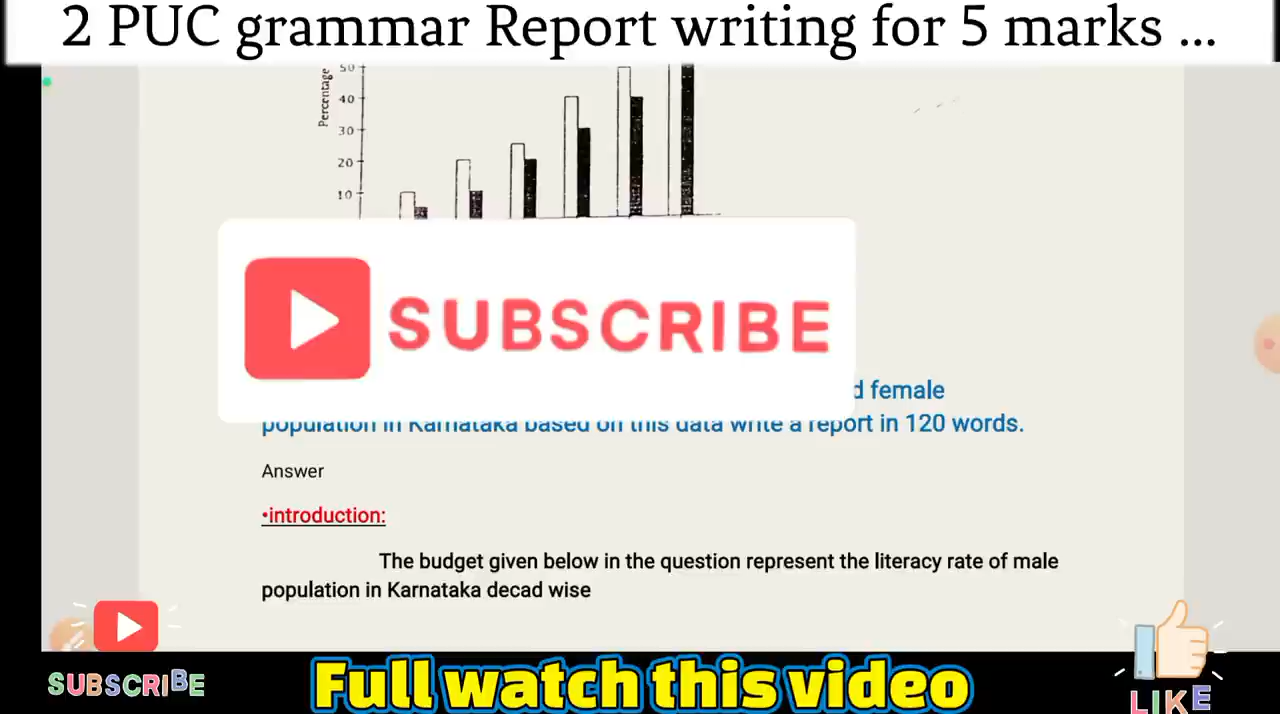 2 PUC grammar Report writing for 5 marks ...
Percentage
50
40
30
20
10
SUBSCRIBE
d female
population in Karnataka based on this data write a report in 120 words.
Answer
•introduction:
The budget given below in the question represent the literacy rate of male
population in Karnataka decad wise
SUBSCRIBE
Full watch this video
LIKE